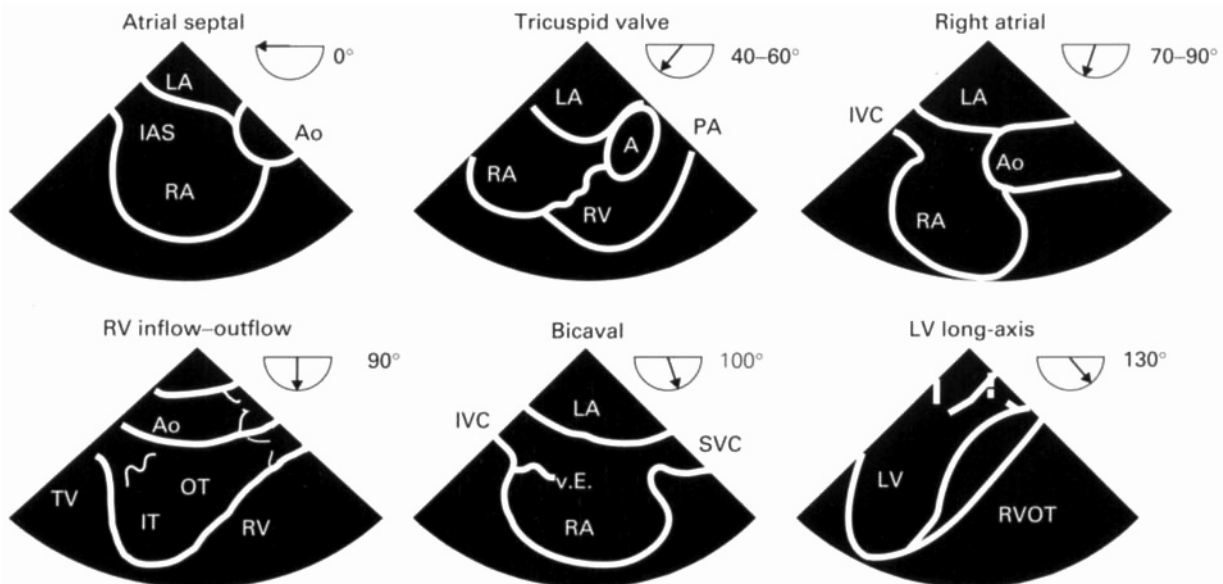 Atrial septal
0°
LA
IAS
Ao
RA
Tricuspid valve
40–60°
LA
PA
A
RA
RV
Right atrial
70–90°
IVC
LA
Ao
RA
RV inflow–outflow
90°
Ao
TV
OT
IT
RV
Bicaval
100°
IVC
LA
SVC
v.E.
RA
LV long-axis
130°
LV
RVOT